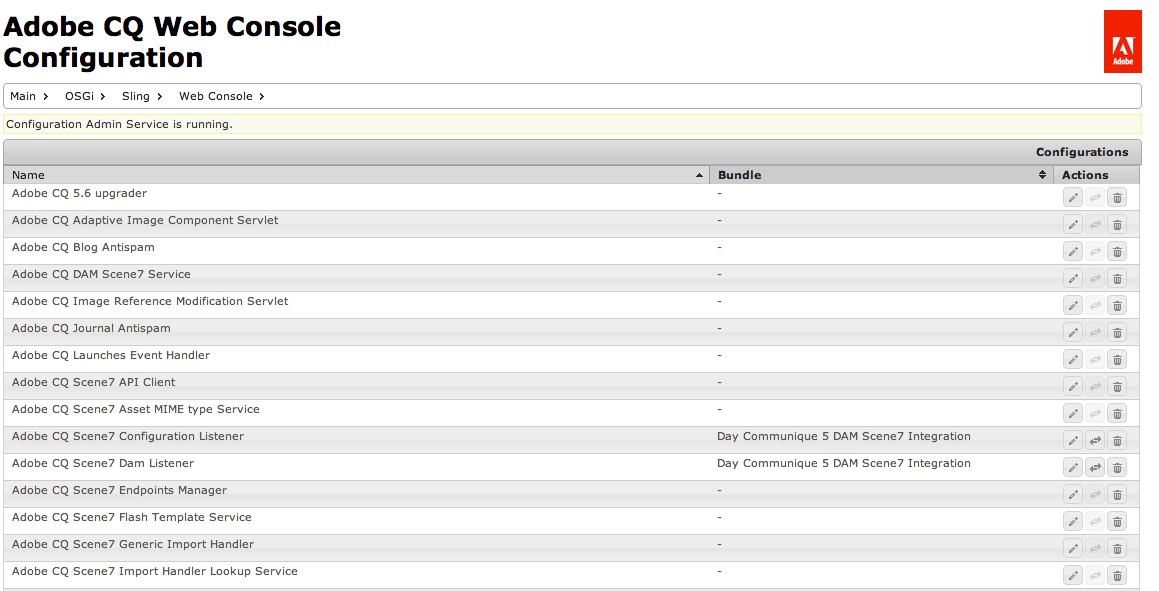 Adobe CQ Web Console
Configuration
Adobe
Main OSGi Sling Web Console
Configuration Admin Service is running.
Configurations
Name Bundle Actions
Adobe CQ 5.6 upgrader -
Adobe CQ Adaptive Image Component Servlet -
Adobe CQ Blog Antispam -
Adobe CQ DAM Scene7 Service -
Adobe CQ Image Reference Modification Servlet -
Adobe CQ Journal Antispam -
Adobe CQ Launches Event Handler -
Adobe CQ Scene7 API Client -
Adobe CQ Scene7 Asset MIME type Service -
Adobe CQ Scene7 Configuration Listener Day Communique 5 DAM Scene7 Integration
Adobe CQ Scene7 Dam Listener Day Communique 5 DAM Scene7 Integration
Adobe CQ Scene7 Endpoints Manager -
Adobe CQ Scene7 Flash Template Service -
Adobe CQ Scene7 Generic Import Handler -
Adobe CQ Scene7 Import Handler Lookup Service -